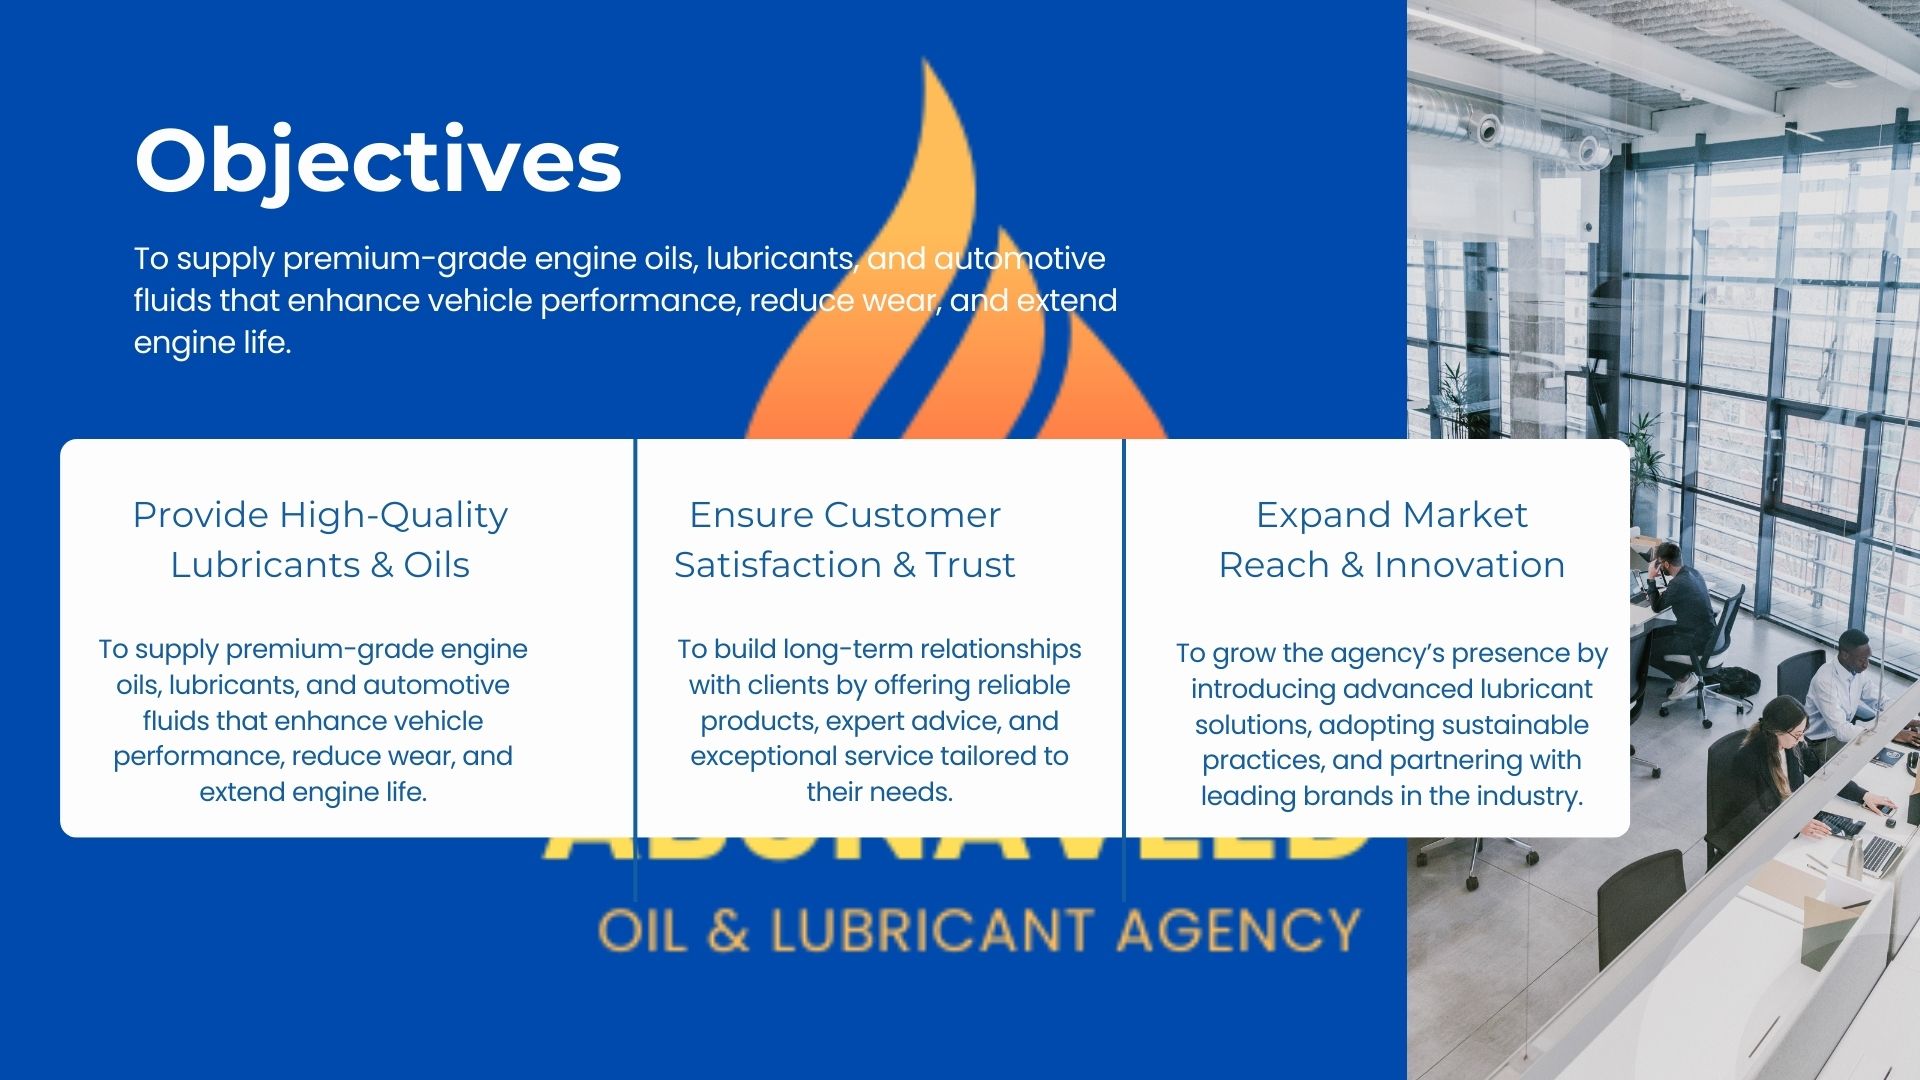 Objectives
To supply premium-grade engine oils, lubricants, and automotive
fluids that enhance vehicle performance, reduce wear, and extend
engine life.
Provide High-Quality
Lubricants & Oils
To supply premium-grade engine
oils, lubricants, and automotive
fluids that enhance vehicle
performance, reduce wear, and
extend engine life.
Ensure Customer
Satisfaction & Trust
To build long-term relationships
with clients by offering reliable
products, expert advice, and
exceptional service tailored to
their needs.
Expand Market
Reach & Innovation
To grow the agency’s presence by
introducing advanced lubricant
solutions, adopting sustainable
practices, and partnering with
leading brands in the industry.
OIL & LUBRICANT AGENCY